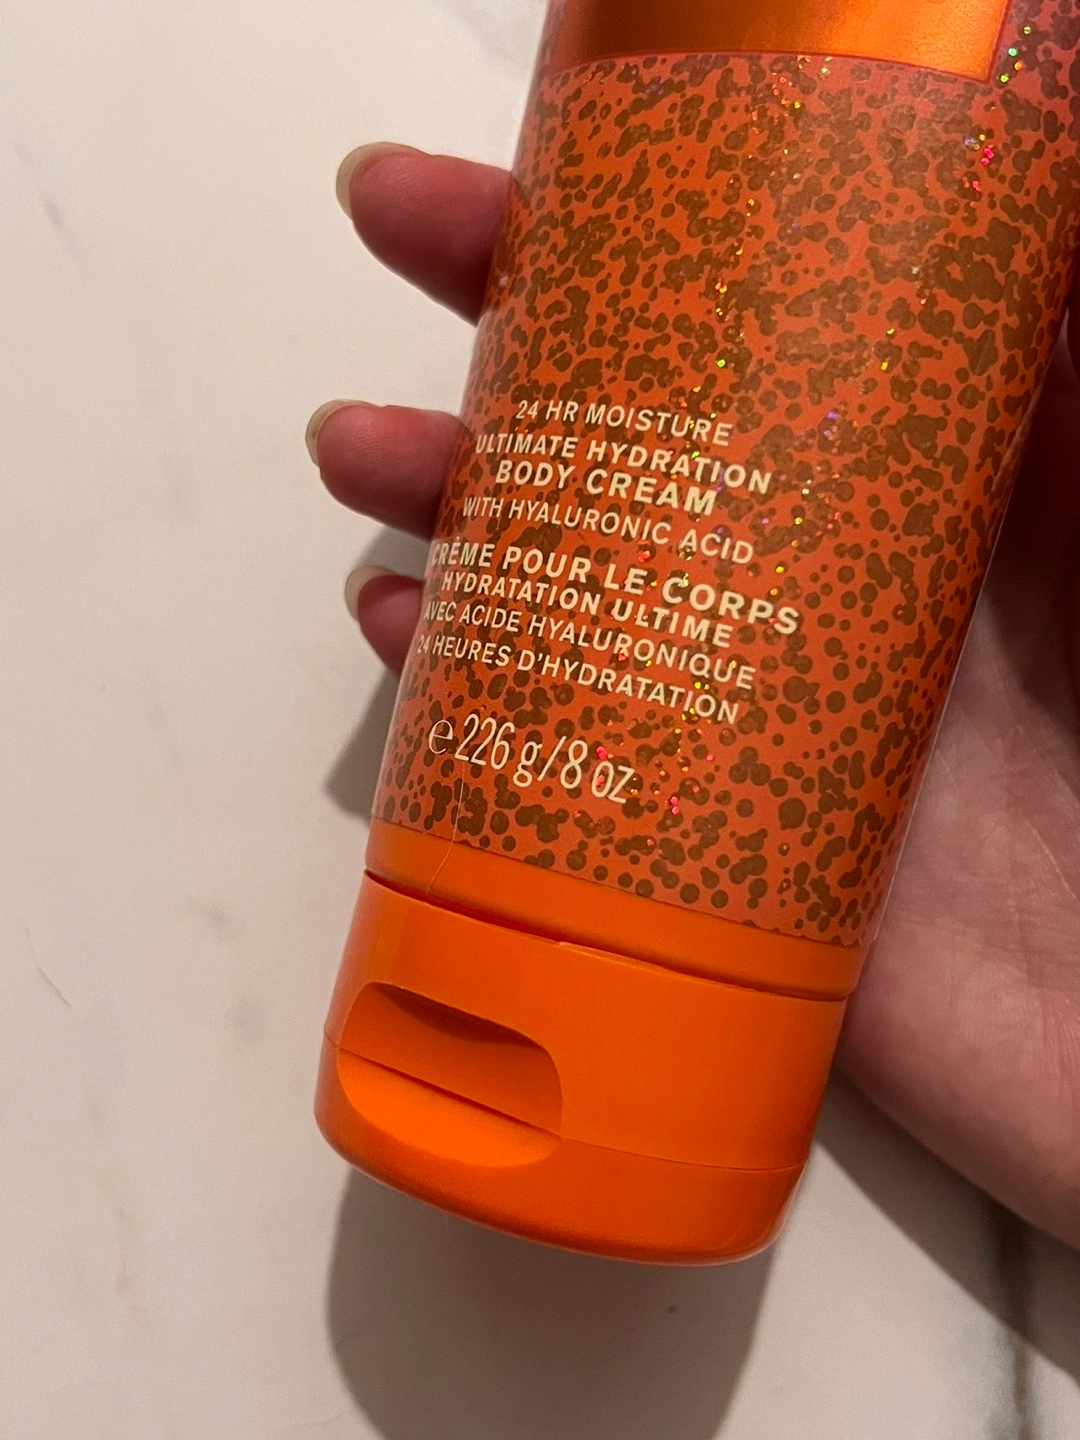 24 HR MOISTURE
ULTIMATE HYDRATION
BODY CREAM
WITH HYALURONIC ACID
CRÈME POUR LE CORPS
HYDRATATION ULTIME
AVEC ACIDE HYALURONIQUE
24 HEURES D'HYDRATATION
℮ 226 g/8 OZ